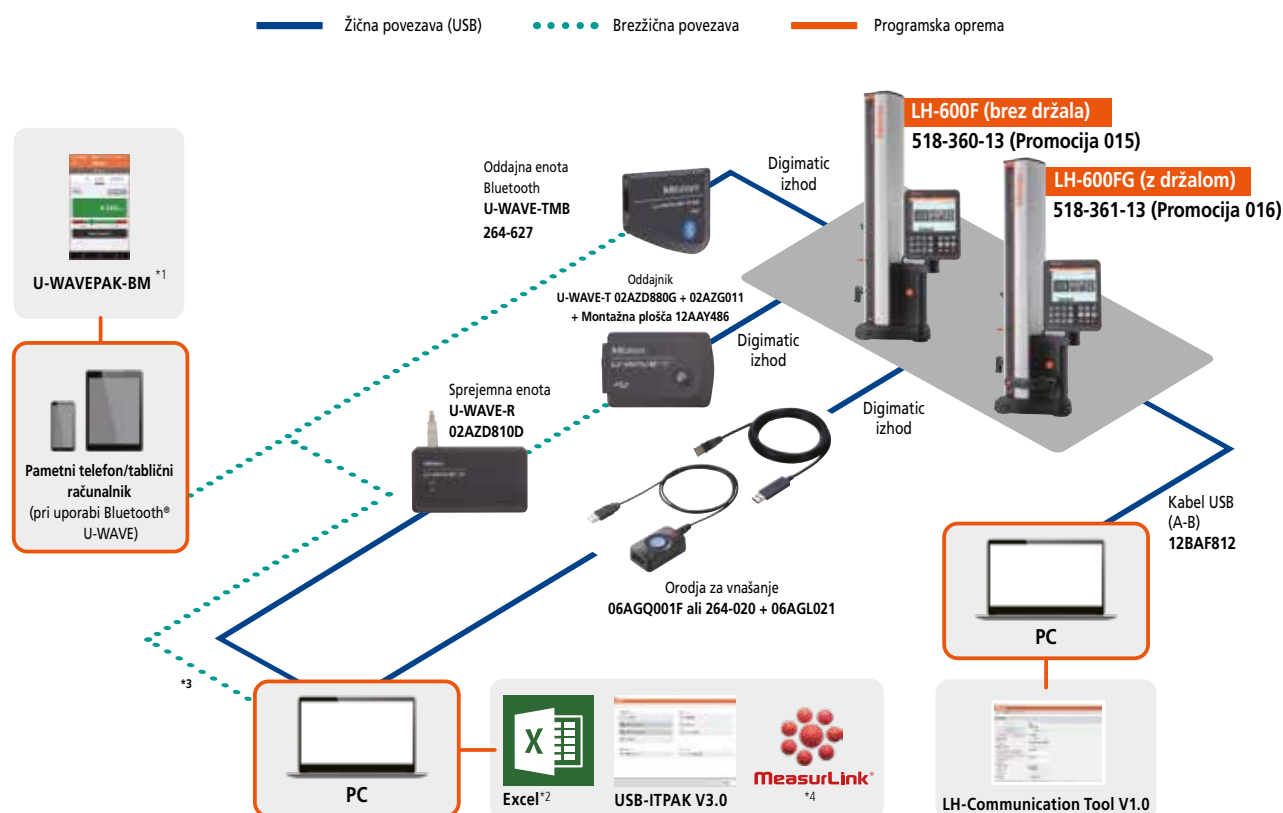 Žična povezava (USB)
Brezžična povezava
Programska oprema
LH-600F (brez držala)
518-360-13 (Promocija 015)
LH-600FG (z držalom)
518-361-13 (Promocija 016)
Oddajna enota
Bluetooth
U-WAVE-TMB
264-627
Digimatic
izhod
Mitutoyo
U-WAVEPAK-BM *1
Oddajnik
U-WAVE-T 02AZD880G + 02AZG011
+ Montažna plošča 12AAY486
Digimatic
izhod
Mitutoyo
U-WAVE-T
Sprejemna enota
U-WAVE-R
02AZD810D
Digimatic
izhod
Pametni telefon/tablični
računalnik
(pri uporabi Bluetooth®
U-WAVE)
Kabel USB
(A-B)
12BAF812
Orodja za vnašanje
06AGQ001F ali 264-020 + 06AGL021
PC
*3
PC
X
Excel*2
USB-ITPAK V3.0
MeasurLink®
*4
LH-Communication Tool V1.0